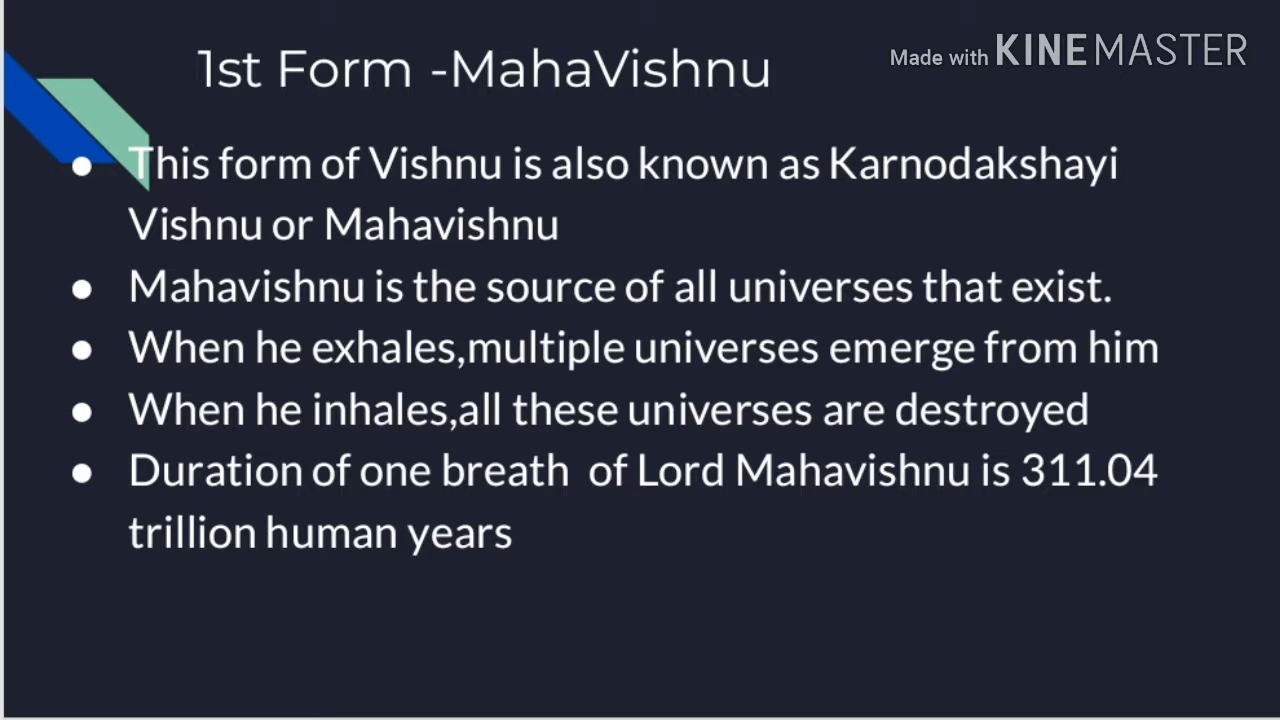 1st Form -MahaVishnu
Made with KINEMASTER
● This form of Vishnu is also known as Karnodakshayi
Vishnu or Mahavishnu
● Mahavishnu is the source of all universes that exist.
● When he exhales,multiple universes emerge from him
● When he inhales,all these universes are destroyed
● Duration of one breath of Lord Mahavishnu is 311.04
trillion human years